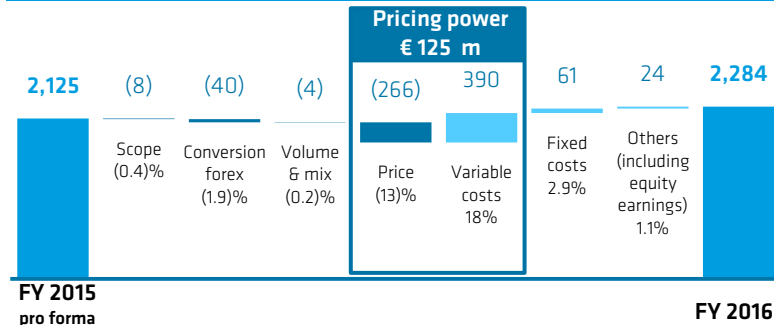 Pricing power
€ 125 m
2,125
(8)
(40)
(4)
(266)
390
61
24
2,284
Scope
(0.4)%
Conversion
forex
(1.9)%
Volume
& mix
(0.2)%
Price
(13)%
Variable
costs
18%
Fixed
costs
2.9%
Others
(including
equity
earnings)
1.1%
FY 2015
pro forma
FY 2016